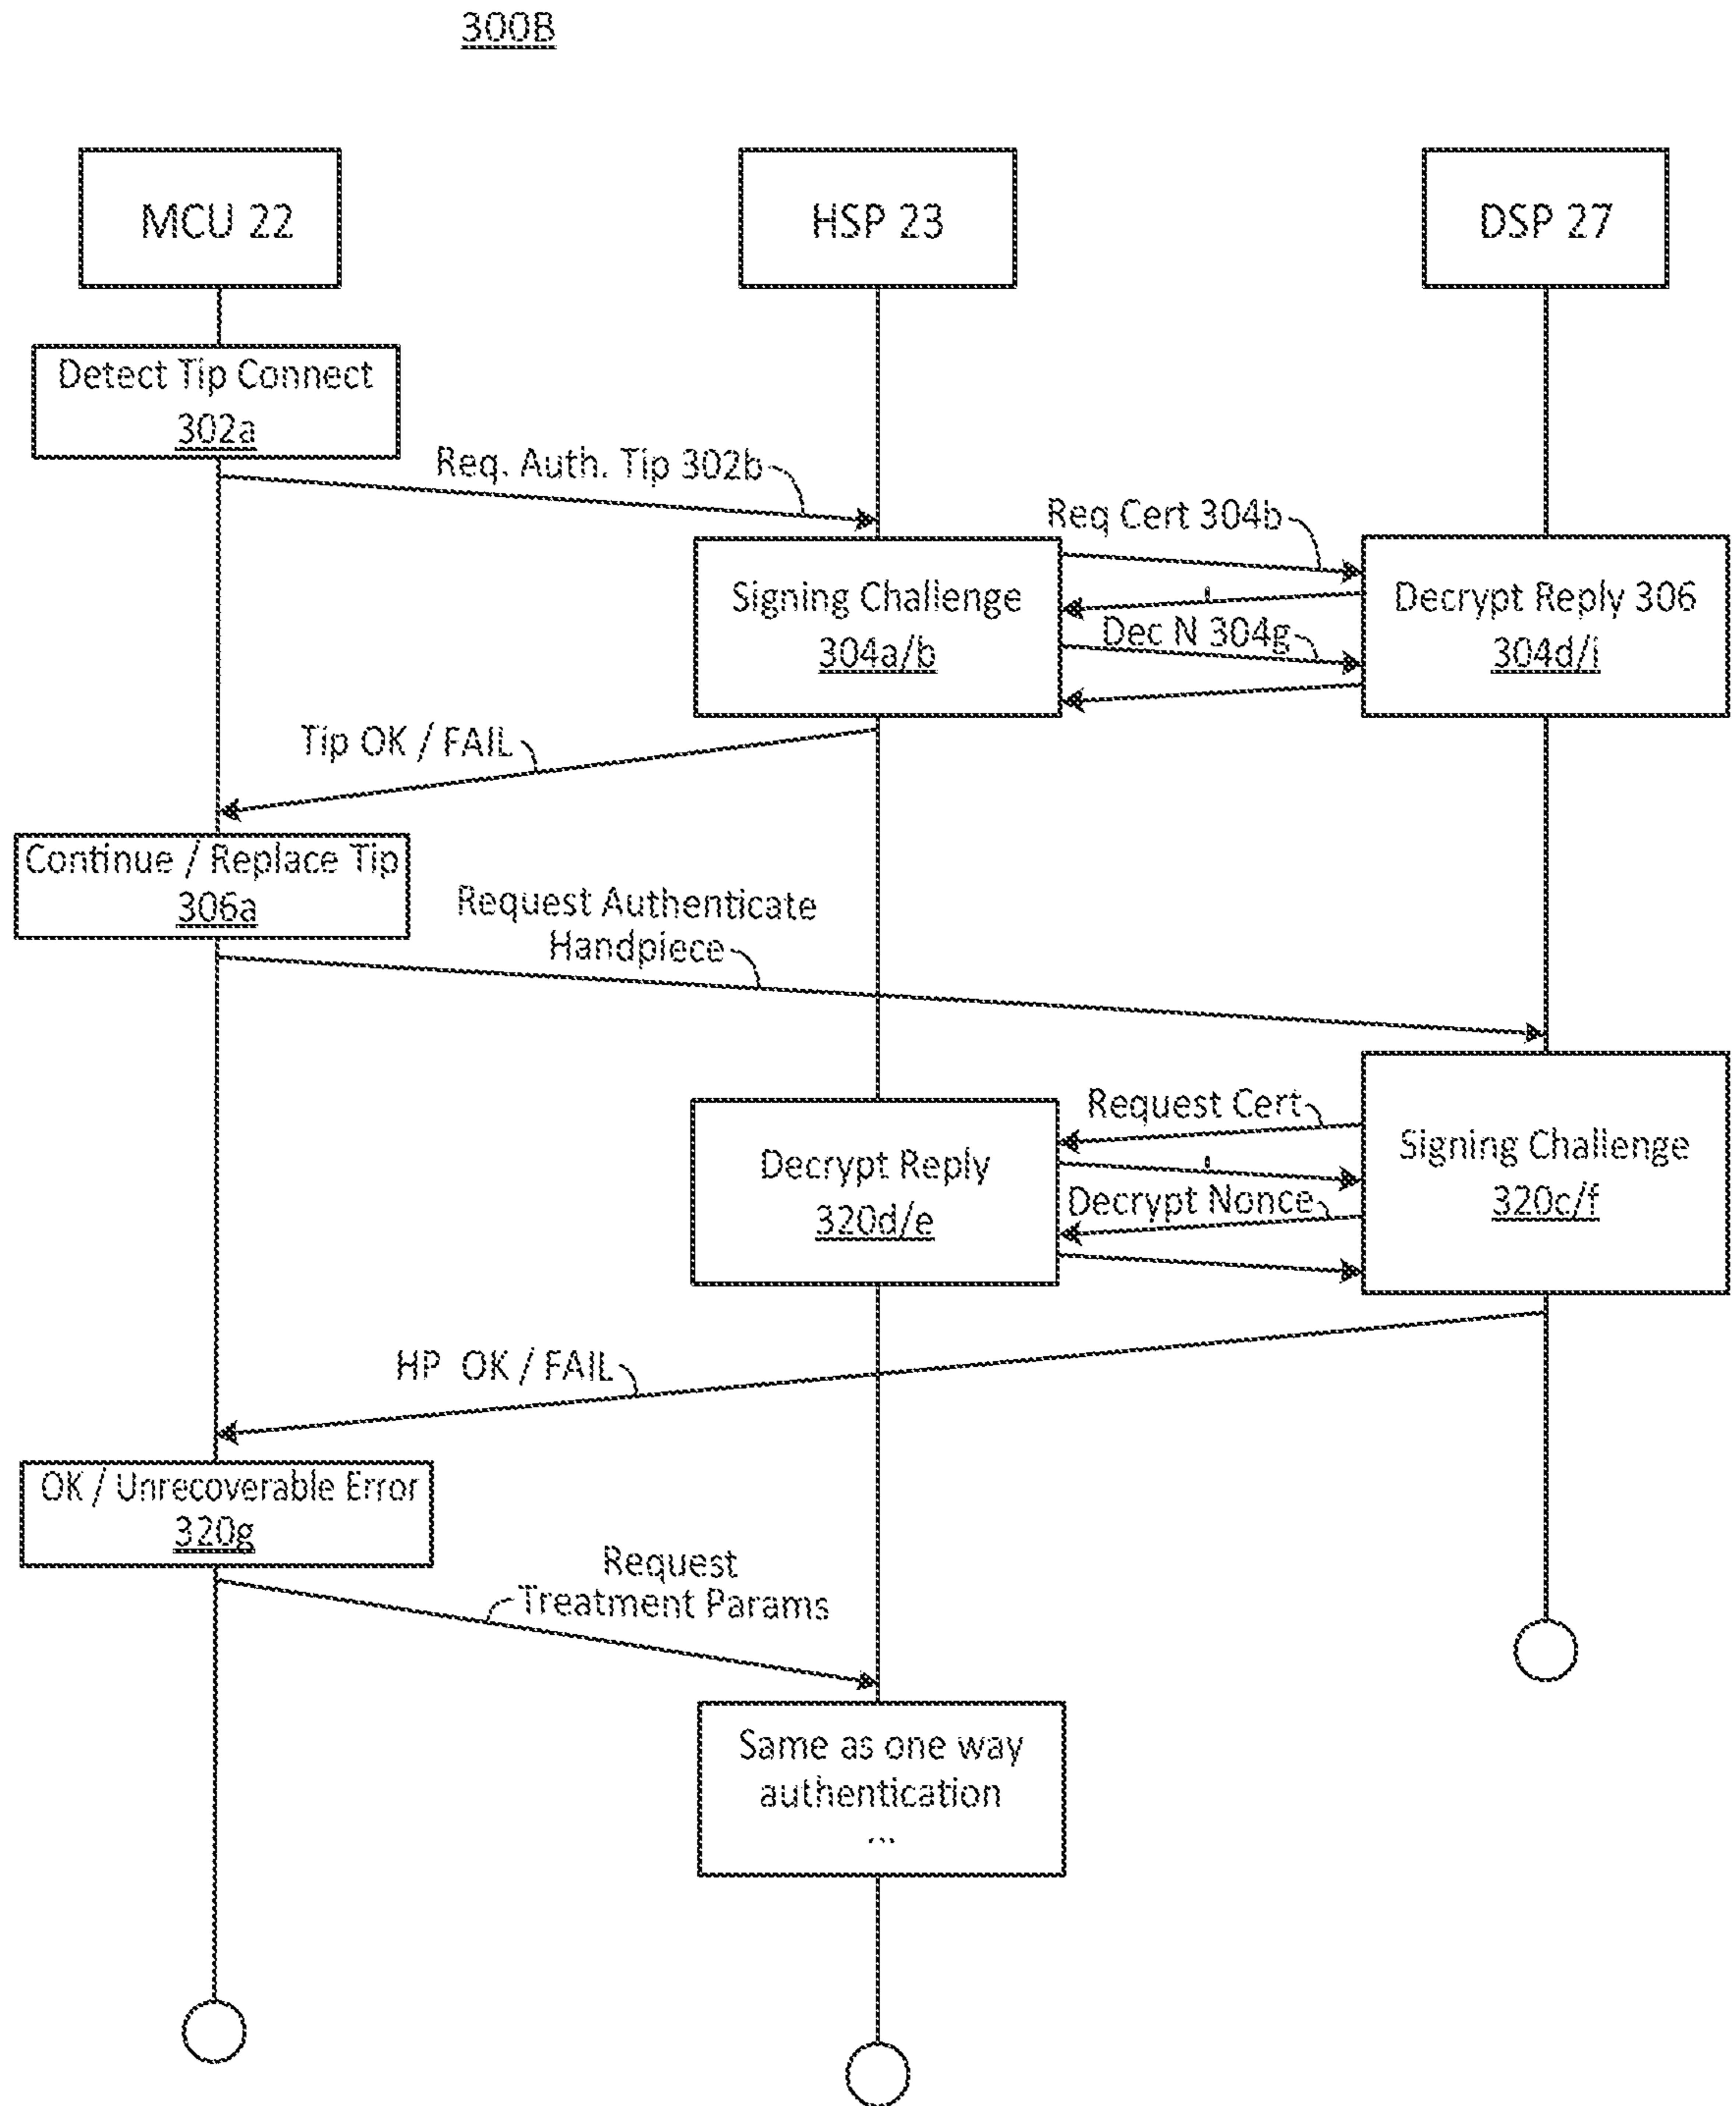 300B
MCU 22
HSP 23
DSP 27
Detect Tip Connect
302a
Req. Auth. Tip 302b
Req Cert 304b
Signing Challenge
304a/b
Dec N 304g
Decrypt Reply 306
304d/i
Tip OK / FAIL
Continue / Replace Tip
306a
Request Authenticate
Handpiece
Request Cert
Decrypt Reply
320d/e
Decrypt Nonce
Signing Challenge
320c/f
HP OK / FAIL
OK / Unrecoverable Error
320g
Request
Treatment Params
Same as one way
authentication
...